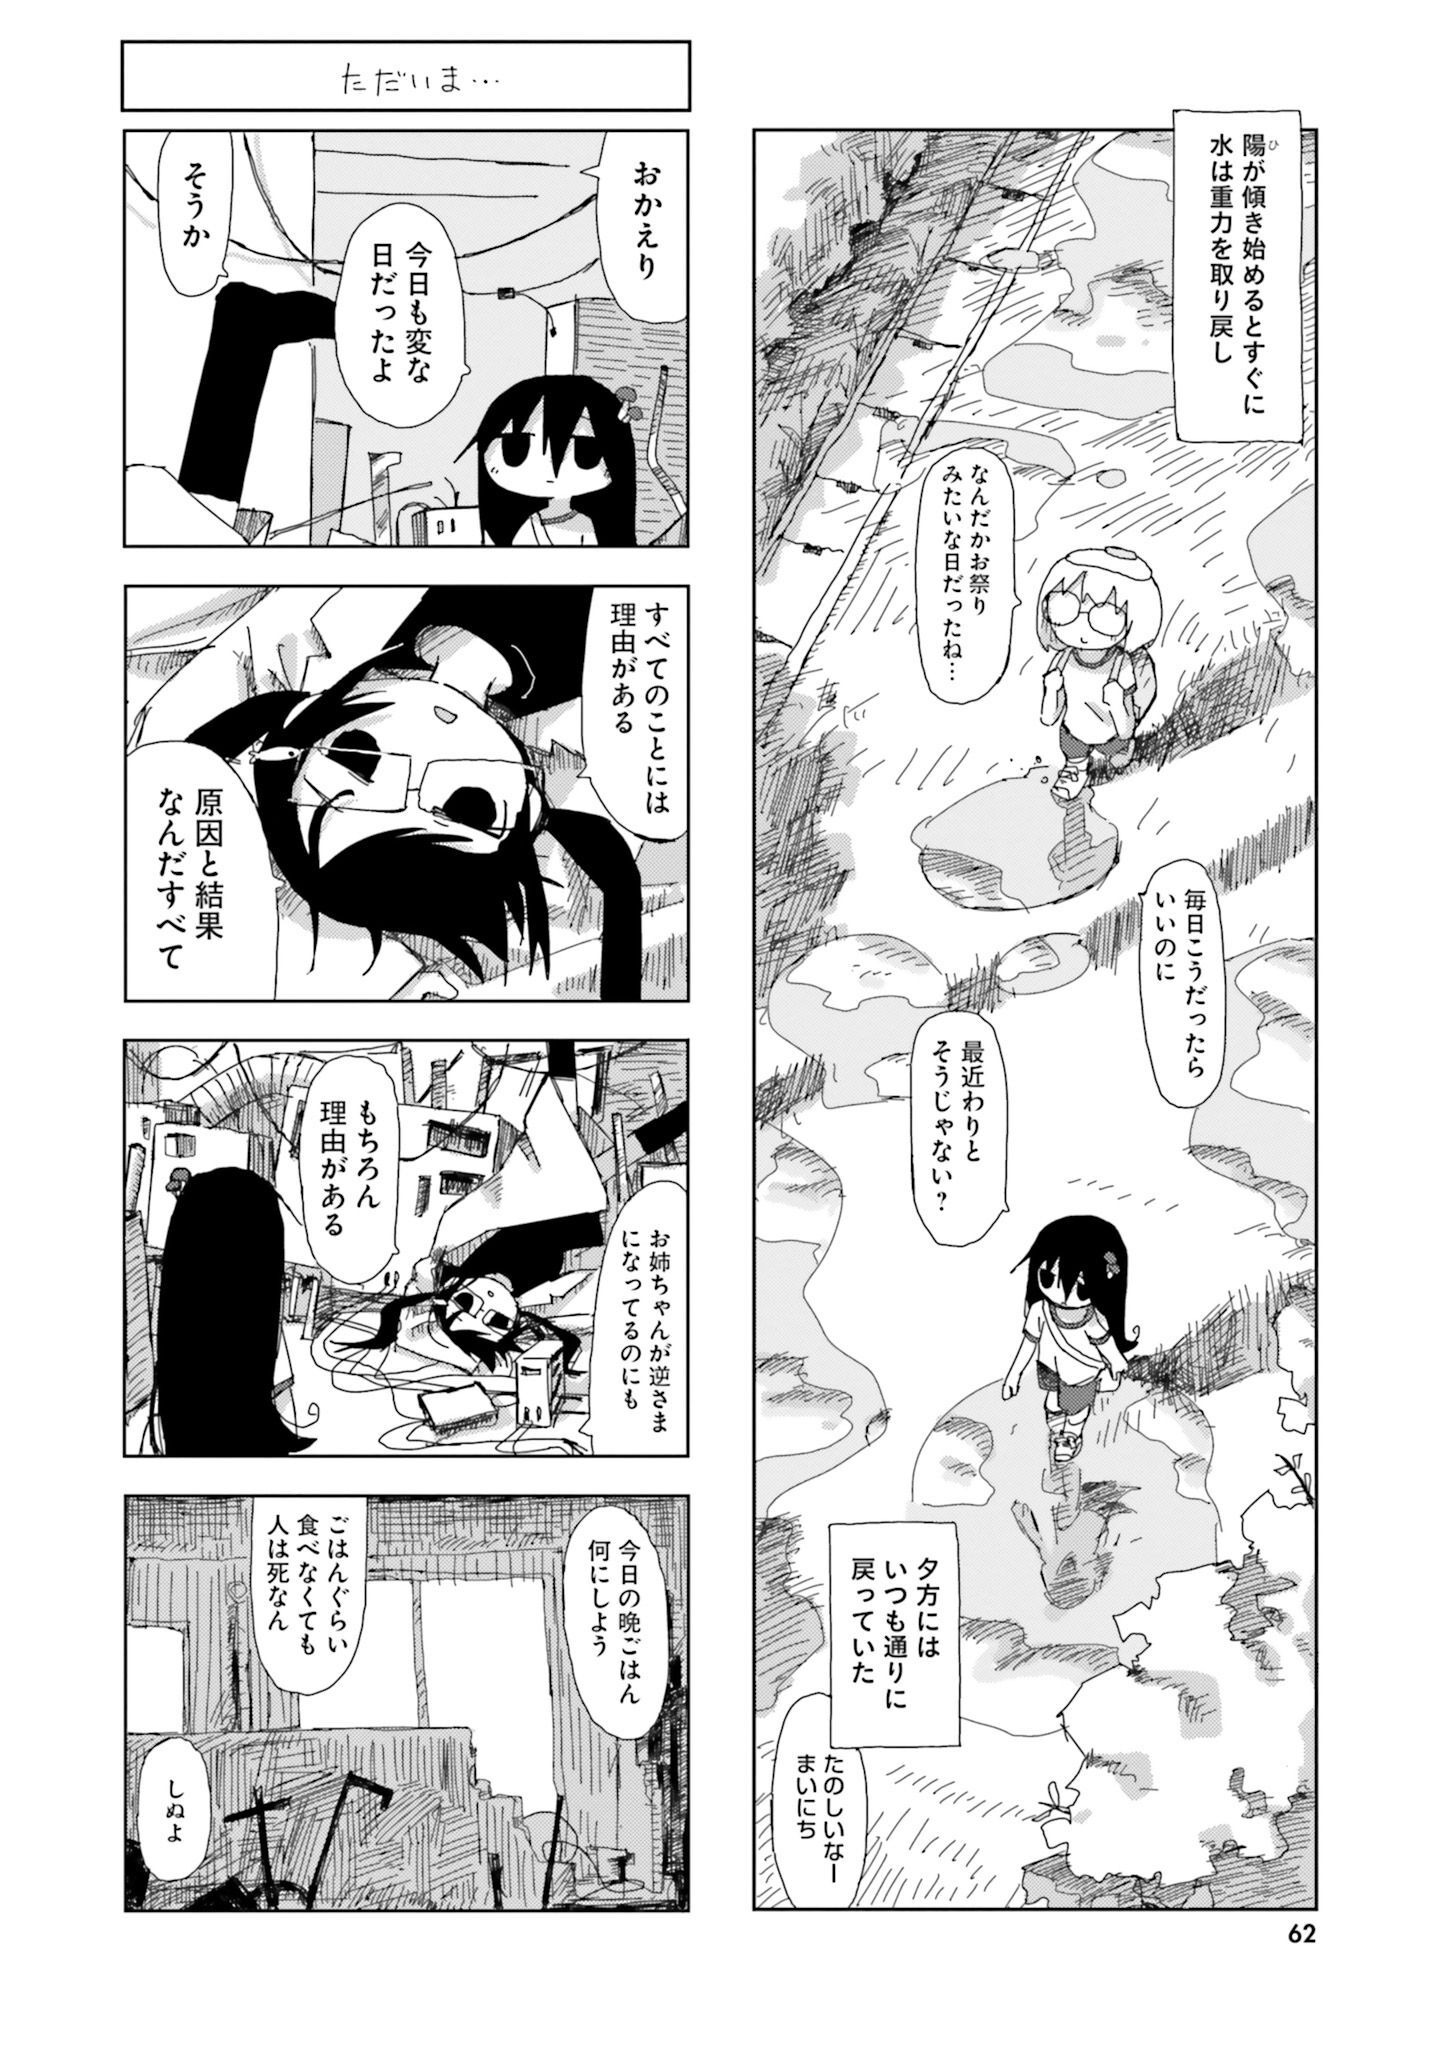 陽が傾き始めるとすぐに
水は重力を取り戻し
なんだかお祭り
みたいな日だったね…
毎日こうだったら
いいのに
最近わりと
そうじゃない?
夕方には
いつも通りに
戻っていた
たのしいなー
まいにち
ただいま…
おかえり
今日も変な
日だったよ
そうか
すべてのことには
理由がある
原因と結果
なんだすべて
お姉ちゃんが逆さま
になってるのにも
もちろん
理由がある
今日の晩ごはん
何にしよう
ごはんぐらい
食べなくても
人は死なん
しぬよ
62